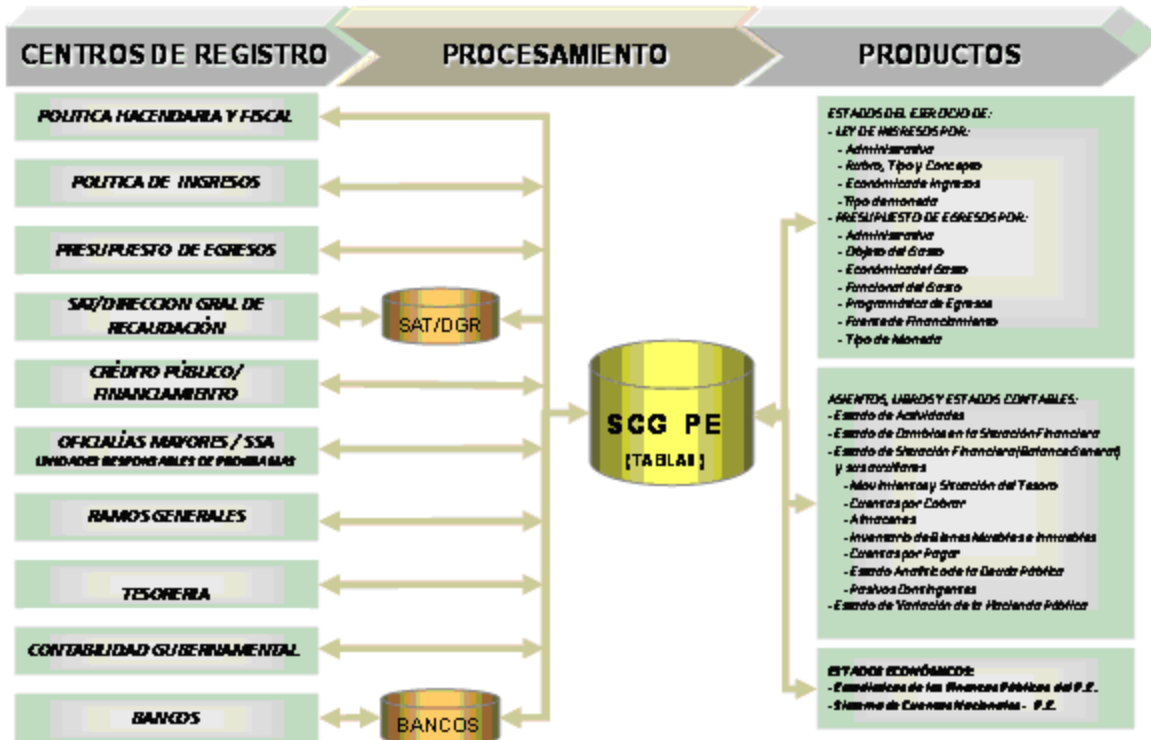 CENTROS DE REGISTRO
PROCESAMIENTO
PRODUCTOS
POLITICA HACENDARIA Y FISCAL
POLITICA DE INGRESOS
PRESUPUESTO DE EGRESOS
SAT/DIRECCION GRAL DE
RECAUDACIÓN
CRÉDITO PÚBLICO/
FINANCIAMIENTO
OFICIALÍAS MAYORES / SSA
UNIDADES RESPONSABLES DE PROGRAMAS
RAMOS GENERALES
TESORERIA
CONTABILIDAD GUBERNAMENTAL
BANCOS
SAT/DGR
BANCOS
SCG PE
(TABLAS)
ESTADOS DEL EJERCICIO DE:
- LEY DE INGRESOS POR:
- Administrativa
- Rubro, Tipo y Concepto
- Económica de Ingresos
- Tipo de moneda
- PRESUPUESTO DE EGRESOS POR:
- Administrativa
- Objeto del Gasto
- Económica del Gasto
- Funcional del Gasto
- Programática de Egresos
- Fuente de Financiamiento
- Tipo de Moneda
ASIENTOS, LIBROS Y ESTADOS CONTABLES:
- Estado de Actividades
- Estado de Cambios en la Situación Financiera
- Estado de Situación Financiera (Balance General)
y sus auxiliares
- Movimientos y Situación del Tesoro
- Cuentas por Cobrar
- Almacenes
- Inventario de Bienes Muebles e Inmuebles
- Cuentas por Pagar
- Estado Analítico de la Deuda Pública
- Pasivos Contingentes
- Estado de Variación de la Hacienda Pública
ESTADOS ECONÓMICOS:
- Estadísticas de las Finanzas Públicas del P.E.
- Sistema de Cuentas Nacionales - P.E.